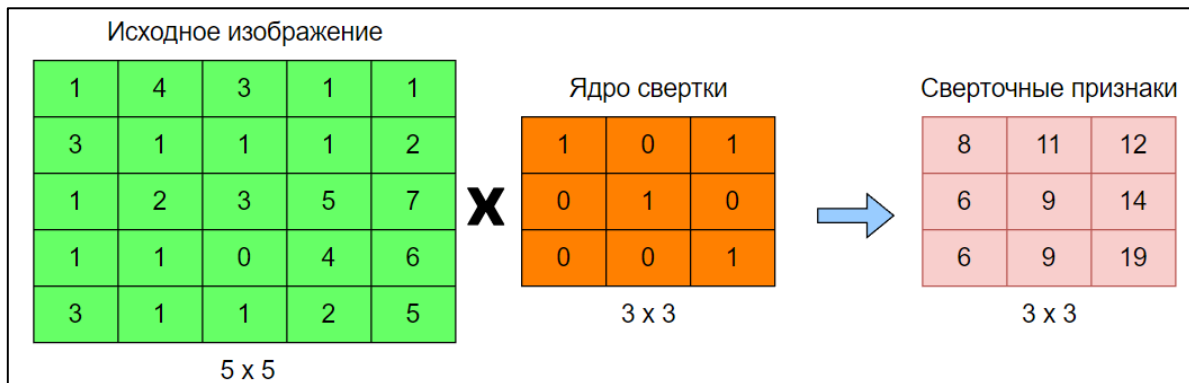 Исходное изображение
1 4 3 1 1
3 1 1 1 2
1 2 3 5 7
1 1 0 4 6
3 1 1 2 5
5 x 5
X
Ядро свертки
1 0 1
0 1 0
0 0 1
3 x 3
Сверточные признаки
8 11 12
6 9 14
6 9 19
3 x 3